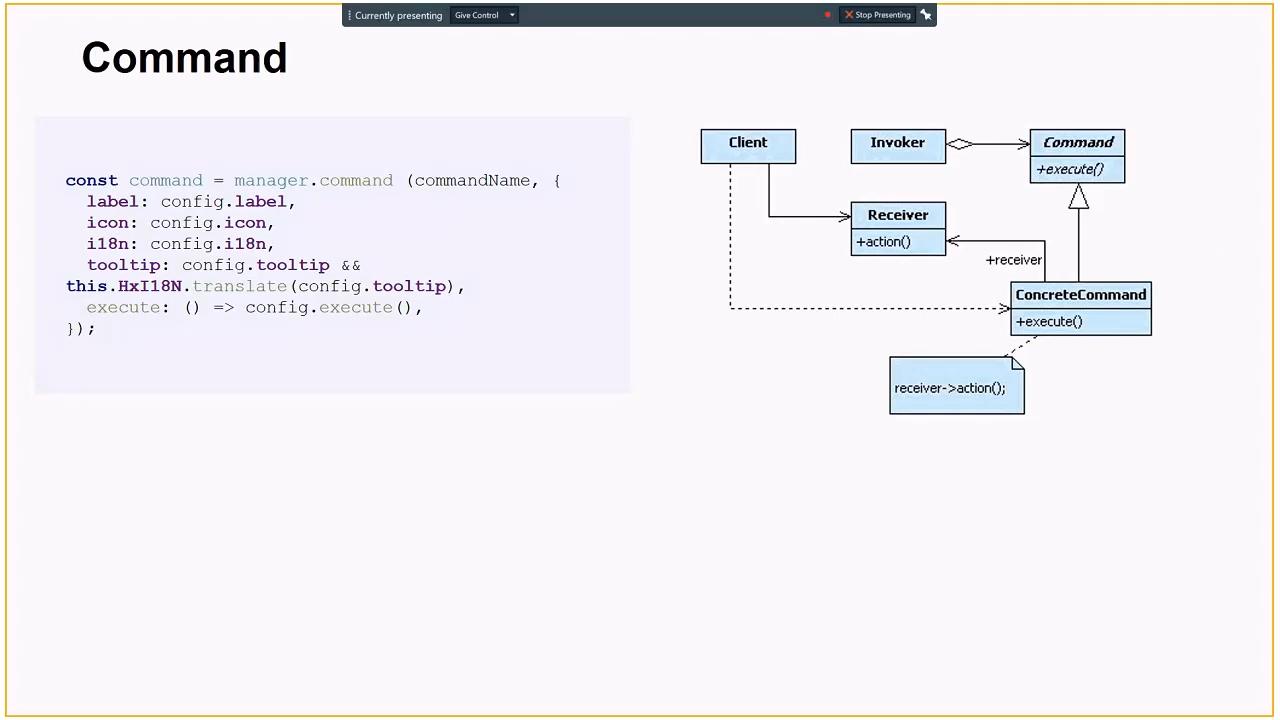 Currently presenting
Give Control
Stop Presenting
Command
const command = manager.command (commandName, {
label: config.label,
icon: config.icon,
i18n: config.i18n,
tooltip: config.tooltip &&
this.HxI18N.translate(config.tooltip),
execute: () => config.execute(),
});
Client
Invoker
Command
+execute()
Receiver
+action()
+receiver
ConcreteCommand
+execute()
receiver->action();